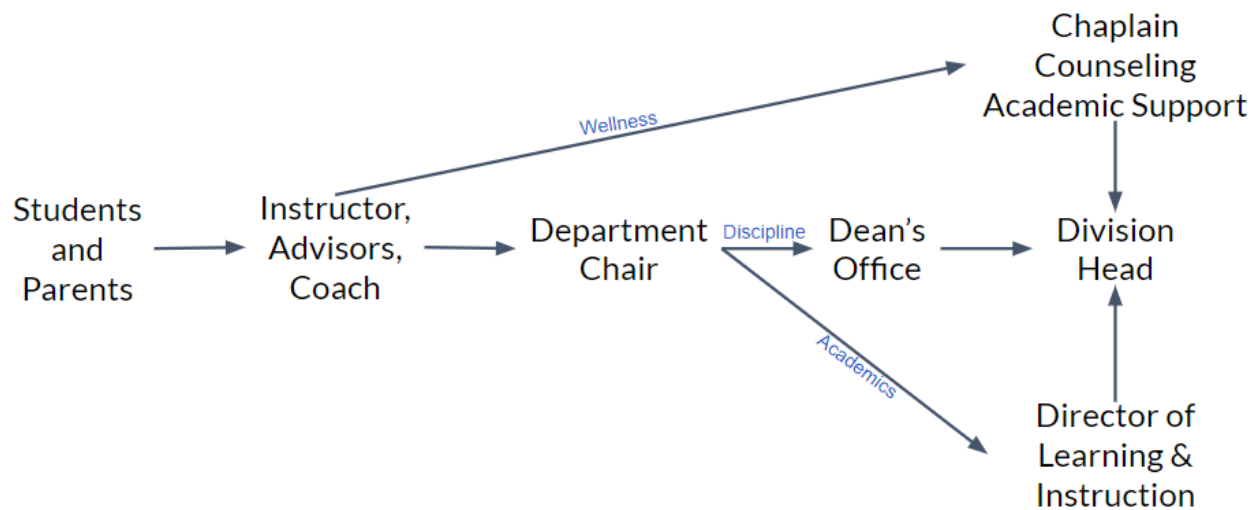 Chaplain
Counseling
Academic Support
Wellness
Students
and
Parents
Instructor,
Advisors,
Coach
Department
Chair
Discipline
Dean's
Office
Division
Head
Academics
Director of
Learning &
Instruction